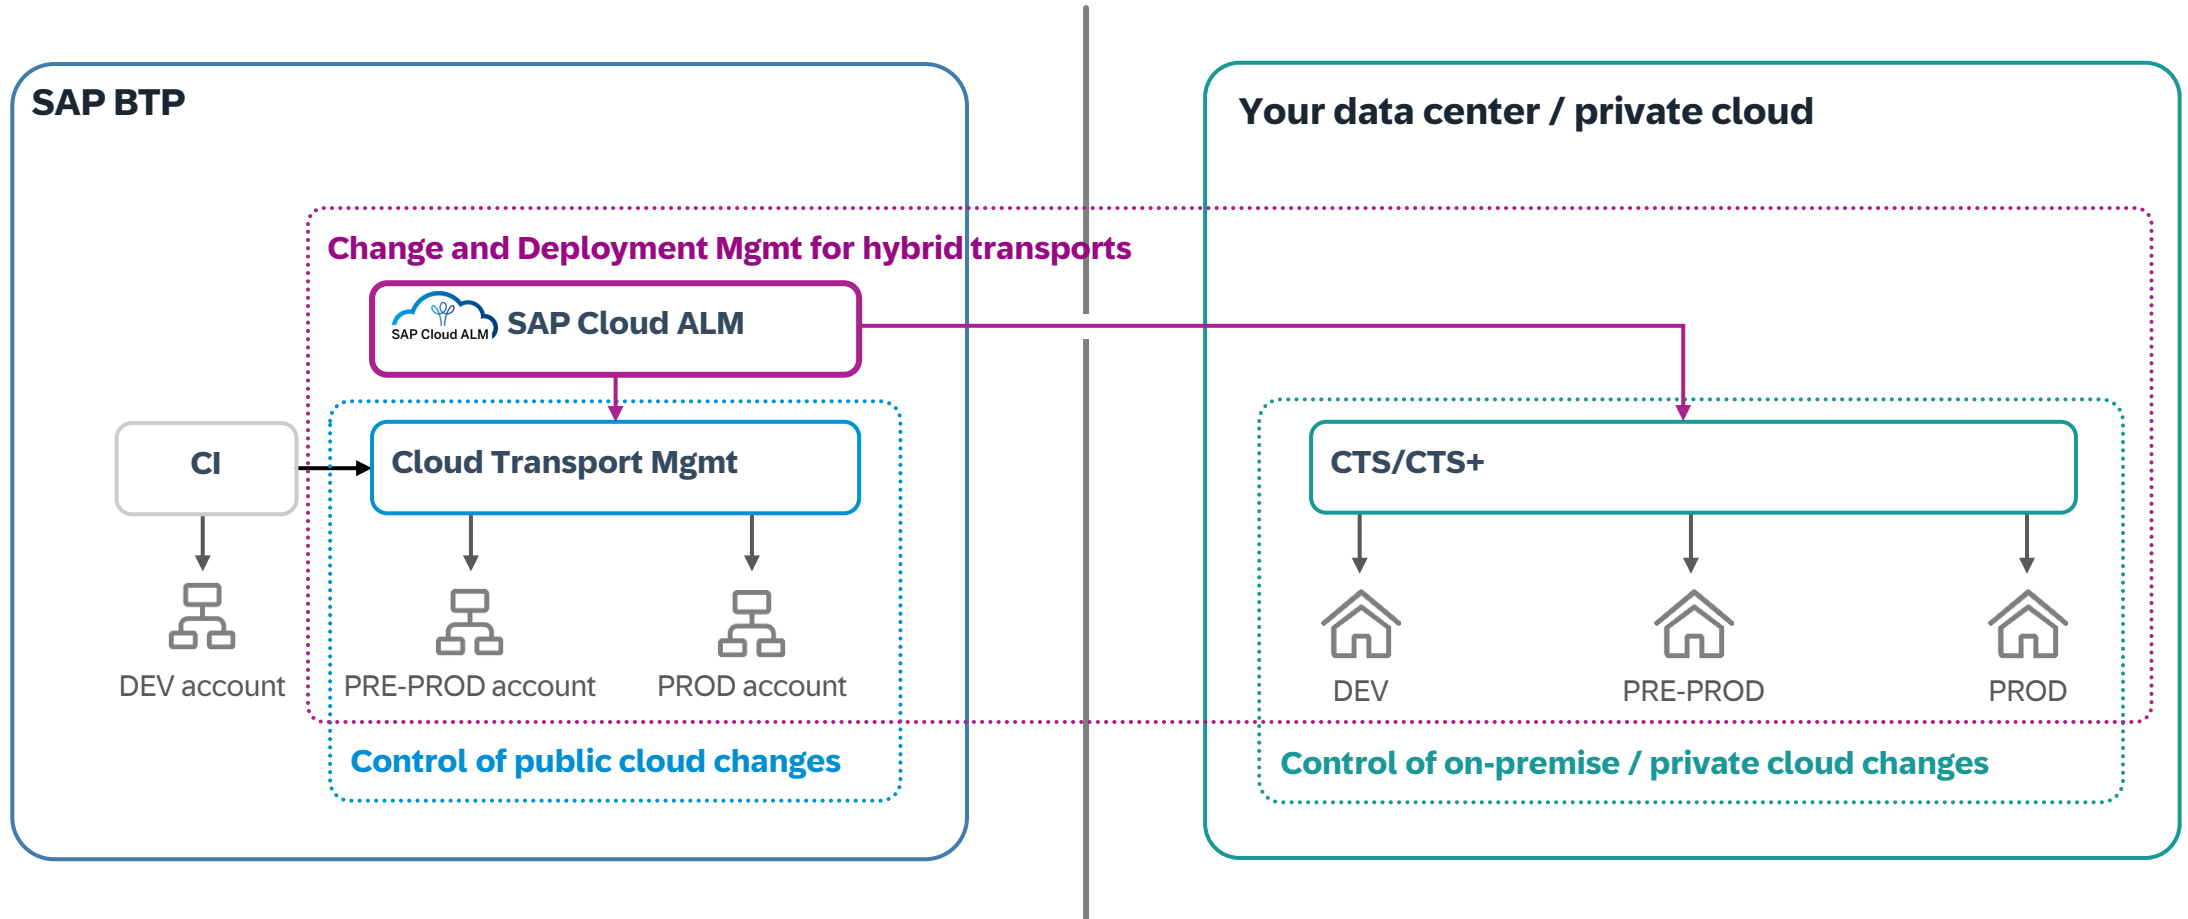 SAP BTP
Your data center / private cloud
Change and Deployment Mgmt for hybrid transports
SAP Cloud ALM
SAP Cloud ALM
CI
Cloud Transport Mgmt
CTS/CTS+
DEV account
PRE-PROD account
PROD account
DEV
PRE-PROD
PROD
Control of public cloud changes
Control of on-premise / private cloud changes